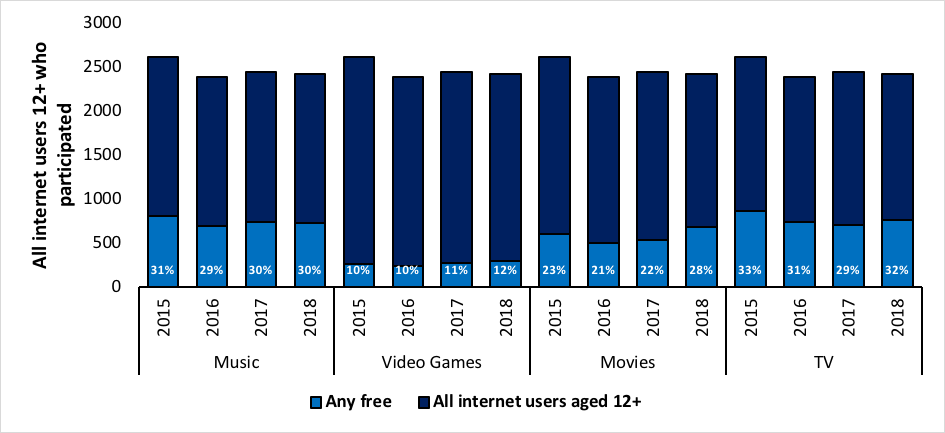 All internet users 12+ who
participated
3000
2500
2000
1500
1000
500
0
31% 29% 30% 30% 10% 10% 11% 12% 23% 21% 22% 28% 33% 31% 29% 32%
2015 2016 2017 2018 2015 2016 2017 2018 2015 2016 2017 2018 2015 2016 2017 2018
Music Video Games Movies TV
Any free All internet users aged 12+